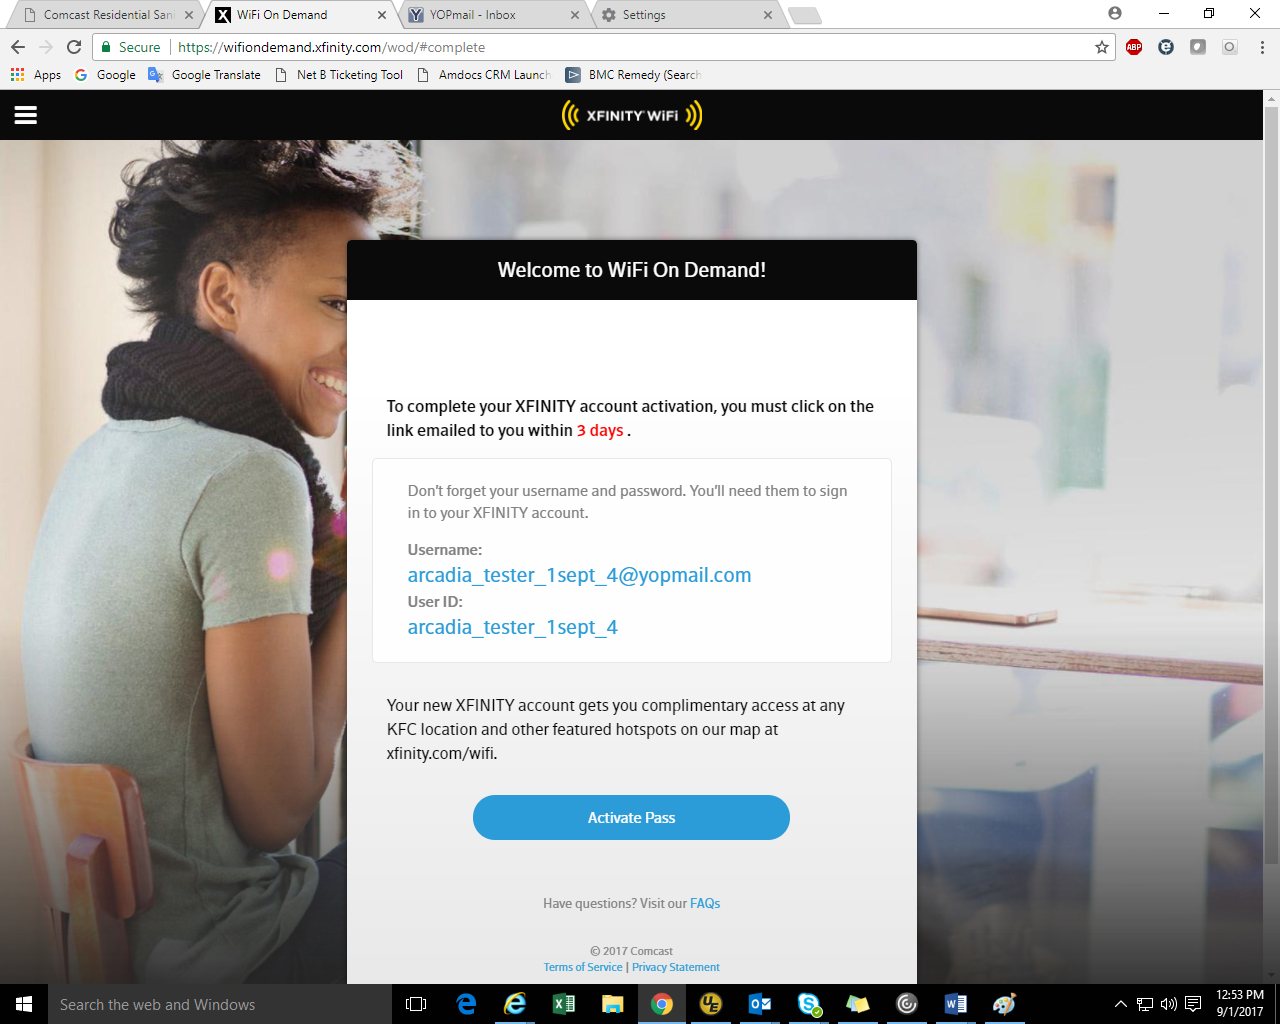 Comcast Residential San
WiFi On Demand
YOPmail - Inbox
Settings
Secure
https://wifiondemand.xfinity.com/wod/#complete
ABP
Apps
Google
Google Translate
Net B Ticketing Tool
Amdocs CRM Launch
BMC Remedy (Search
XFINITY WiFi
Welcome to WiFi On Demand!
To complete your XFINITY account activation, you must click on the
link emailed to you within 3 days .
Don't forget your username and password. You'll need them to sign
in to your XFINITY account.
Username:
arcadia_tester_1sept_4@yopmail.com
User ID:
arcadia_tester_1sept_4
Your new XFINITY account gets you complimentary access at any
KFC location and other featured hotspots on our map at
xfinity.com/wifi.
Activate Pass
Have questions? Visit our FAQs
© 2017 Comcast
Terms of Service | Privacy Statement
Search the web and Windows
12:53 PM
9/1/2017